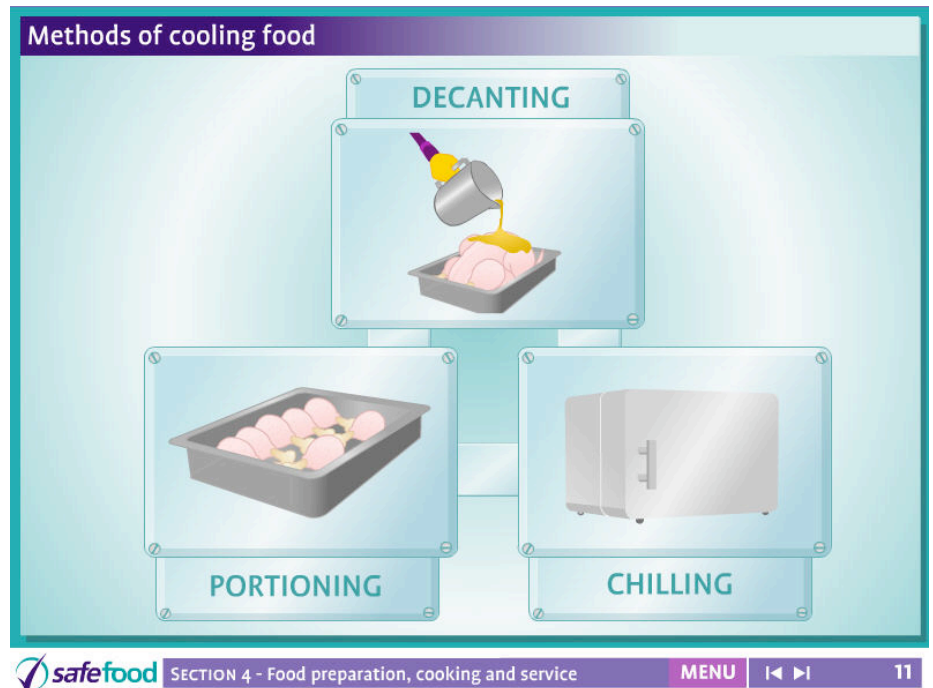 Methods of cooling food
DECANTING
PORTIONING
CHILLING
safefood SECTION 4 - Food preparation, cooking and service MENU 11